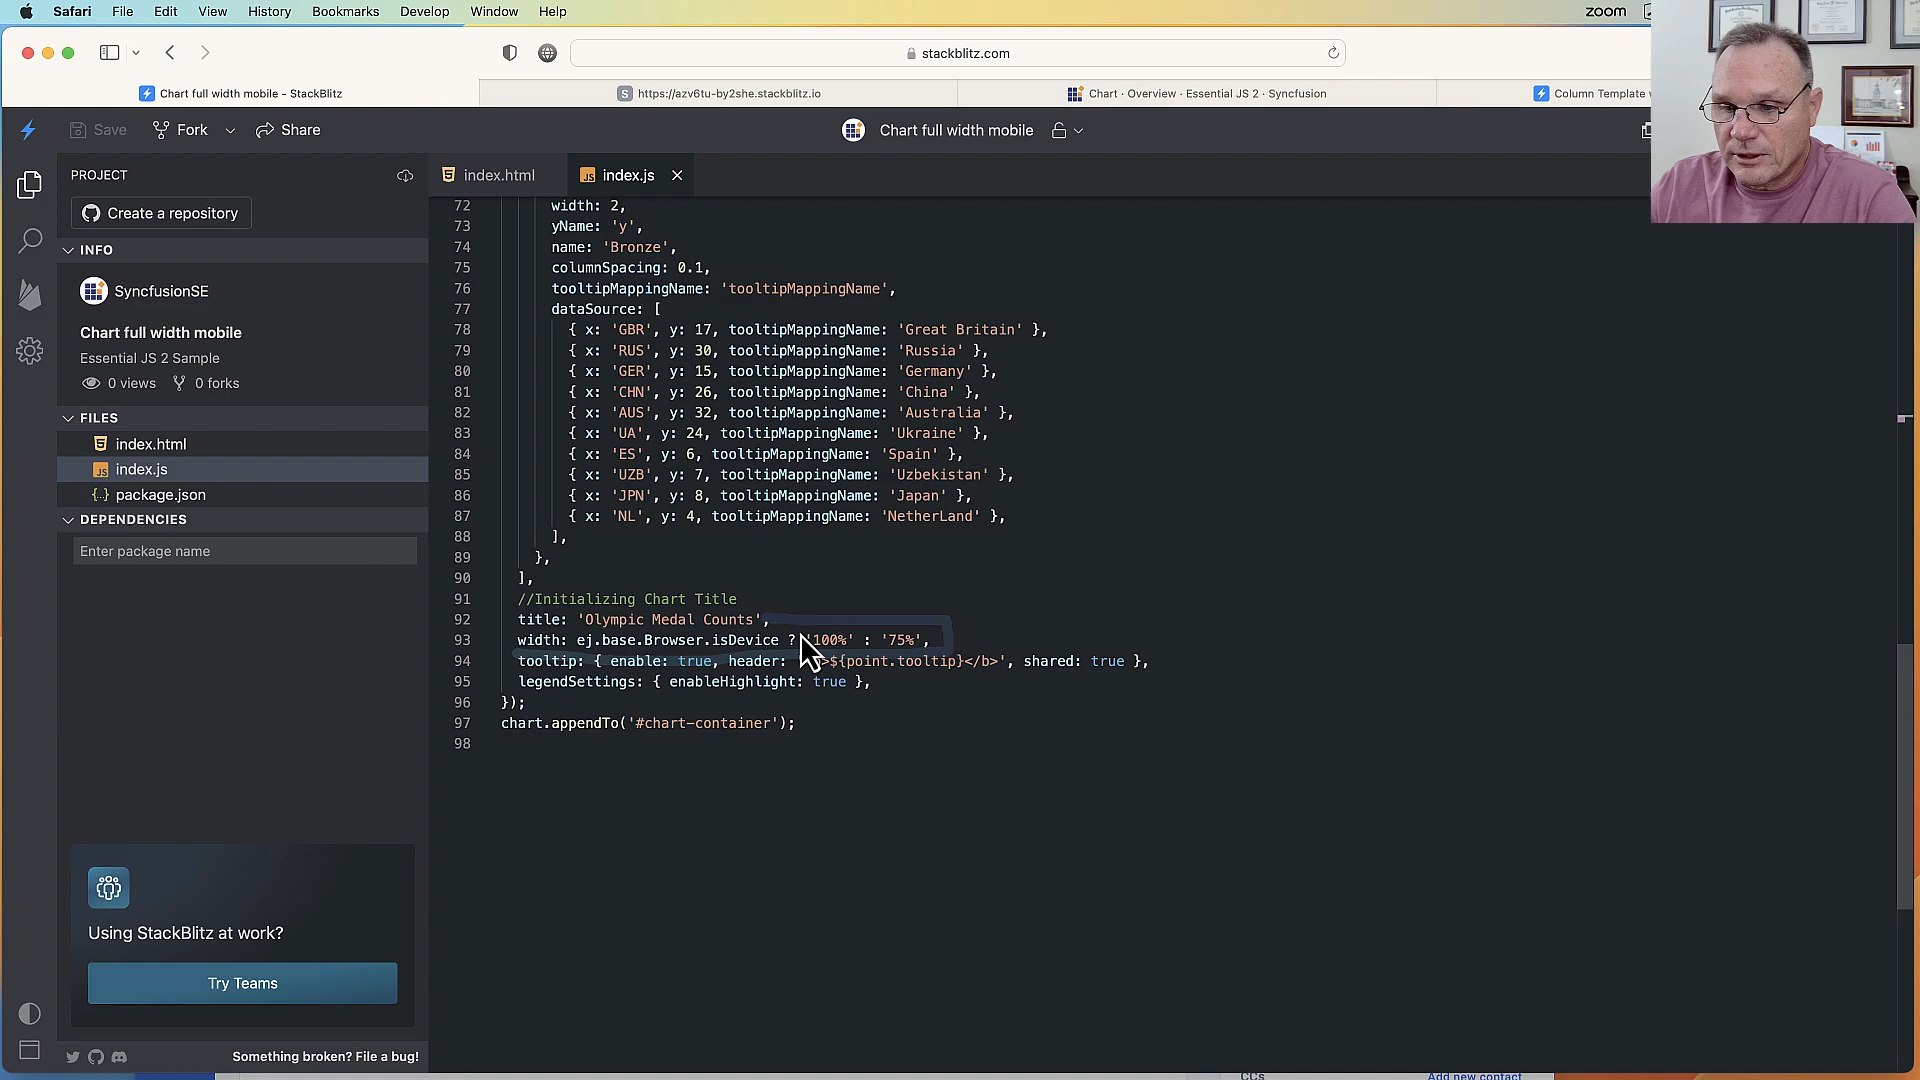 Safari File Edit View History Bookmarks Develop Window Help zoom
stackblitz.com
Chart full width mobile - StackBlitz
S https://azv6tu-by2she.stackblitz.io
Chart · Overview · Essential JS 2 · Syncfusion
Column Template
Save Fork Share
Chart full width mobile
PROJECT
Create a repository
INFO
SyncfusionSE
Chart full width mobile
Essential JS 2 Sample
0 views 0 forks
FILES
index.html
JS index.js
{..} package.json
DEPENDENCIES
Enter package name
Using StackBlitz at work?
Try Teams
Something broken? File a bug!
index.html
JS index.js
72 width: 2,
73 yName: 'y',
74 name: 'Bronze',
75 columnSpacing: 0.1,
76 tooltipMappingName: 'tooltipMappingName',
77 dataSource: [
78 { x: 'GBR', y: 17, tooltipMappingName: 'Great Britain' },
79 { x: 'RUS', y: 30, tooltipMappingName: 'Russia' },
80 { x: 'GER', y: 15, tooltipMappingName: 'Germany' },
81 { x: 'CHN', y: 26, tooltipMappingName: 'China' },
82 { x: 'AUS', y: 32, tooltipMappingName: 'Australia' },
83 { x: 'UA', y: 24, tooltipMappingName: 'Ukraine' },
84 { x: 'ES', y: 6, tooltipMappingName: 'Spain' },
85 { x: 'UZB', y: 7, tooltipMappingName: 'Uzbekistan' },
86 { x: 'JPN', y: 8, tooltipMappingName: 'Japan' },
87 { x: 'NL', y: 4, tooltipMappingName: 'NetherLand' },
88 ],
89 },
90 ],
91 //Initializing Chart Title
92 title: 'Olympic Medal Counts',
93 width: ej.base.Browser.isDevice ? '100%' : '75%',
94 tooltip: { enable: true, header: >${point.tooltip}</b>', shared: true },
95 legendSettings: { enableHighlight: true },
96 });
97 chart.appendTo('#chart-container');
98
CCs
Add new contact